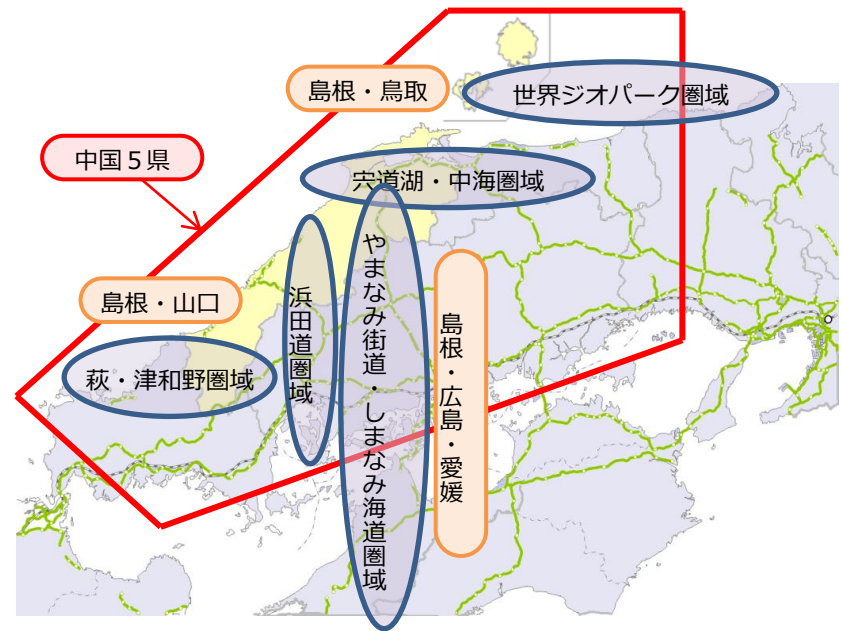 島根・鳥取
世界ジオパーク圏域
中国５県
宍道湖・中海圏域
やまなみ街道・しまなみ海道圏域
浜田道圏域
島根・広島・愛媛
島根・山口
萩・津和野圏域